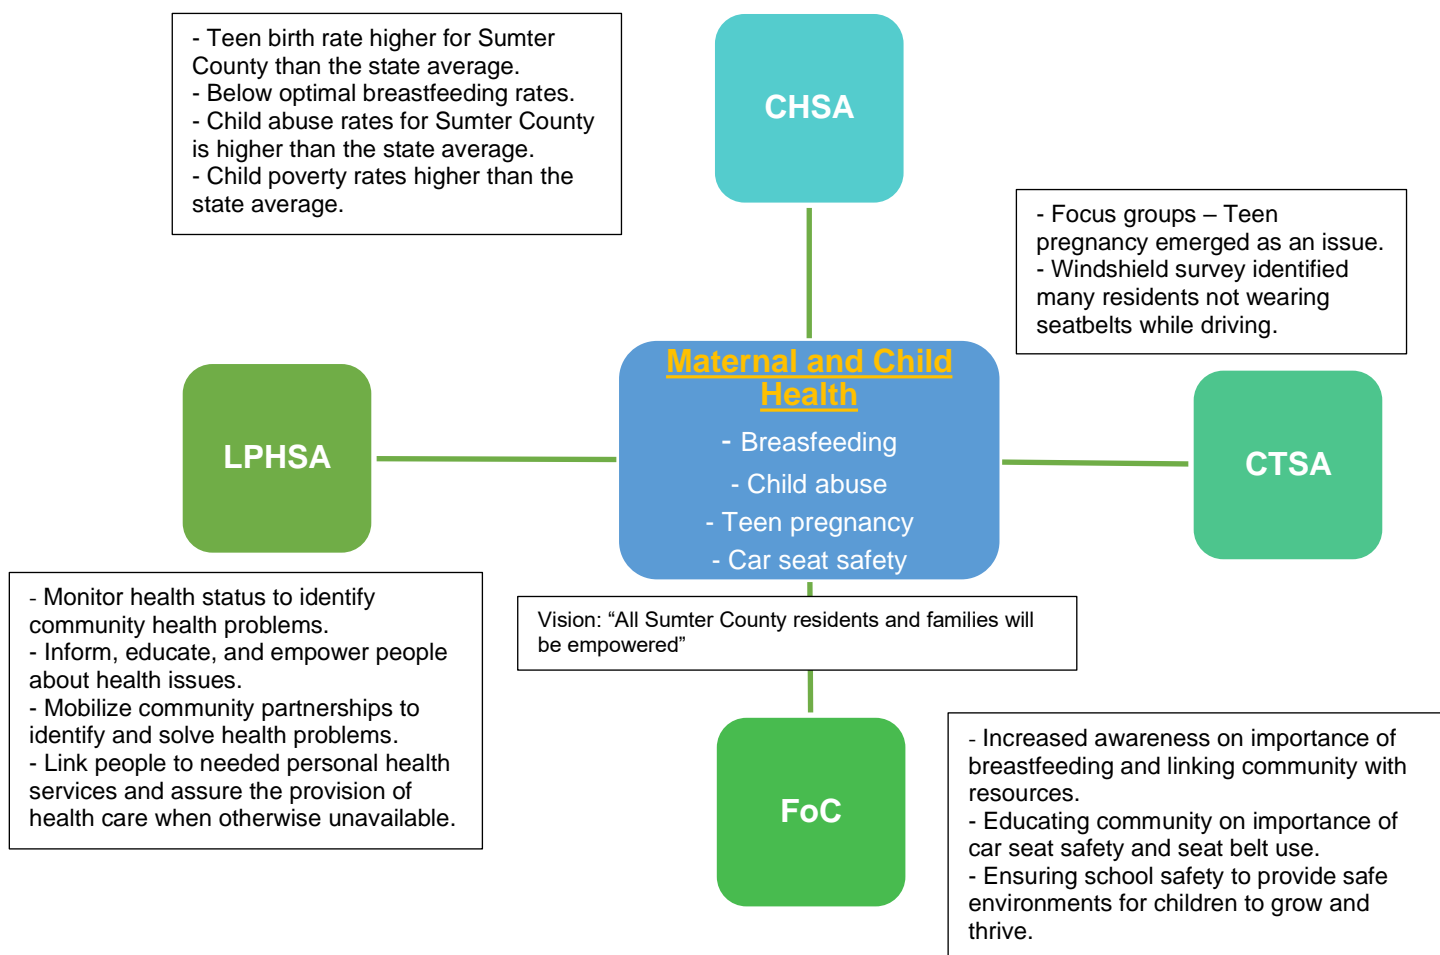 - Teen birth rate higher for Sumter
County than the state average.
- Below optimal breastfeeding rates.
- Child abuse rates for Sumter County
is higher than the state average.
- Child poverty rates higher than the
state average.
CHSA
- Focus groups – Teen
pregnancy emerged as an issue.
- Windshield survey identified
many residents not wearing
seatbelts while driving.
Maternal and Child
Health
- Breasfeeding
- Child abuse
- Teen pregnancy
- Car seat safety
LPHSA
CTSA
- Monitor health status to identify
community health problems.
- Inform, educate, and empower people
about health issues.
- Mobilize community partnerships to
identify and solve health problems.
- Link people to needed personal health
services and assure the provision of
health care when otherwise unavailable.
Vision: “All Sumter County residents and families will
be empowered”
FoC
- Increased awareness on importance of
breastfeeding and linking community with
resources.
- Educating community on importance of
car seat safety and seat belt use.
- Ensuring school safety to provide safe
environments for children to grow and
thrive.